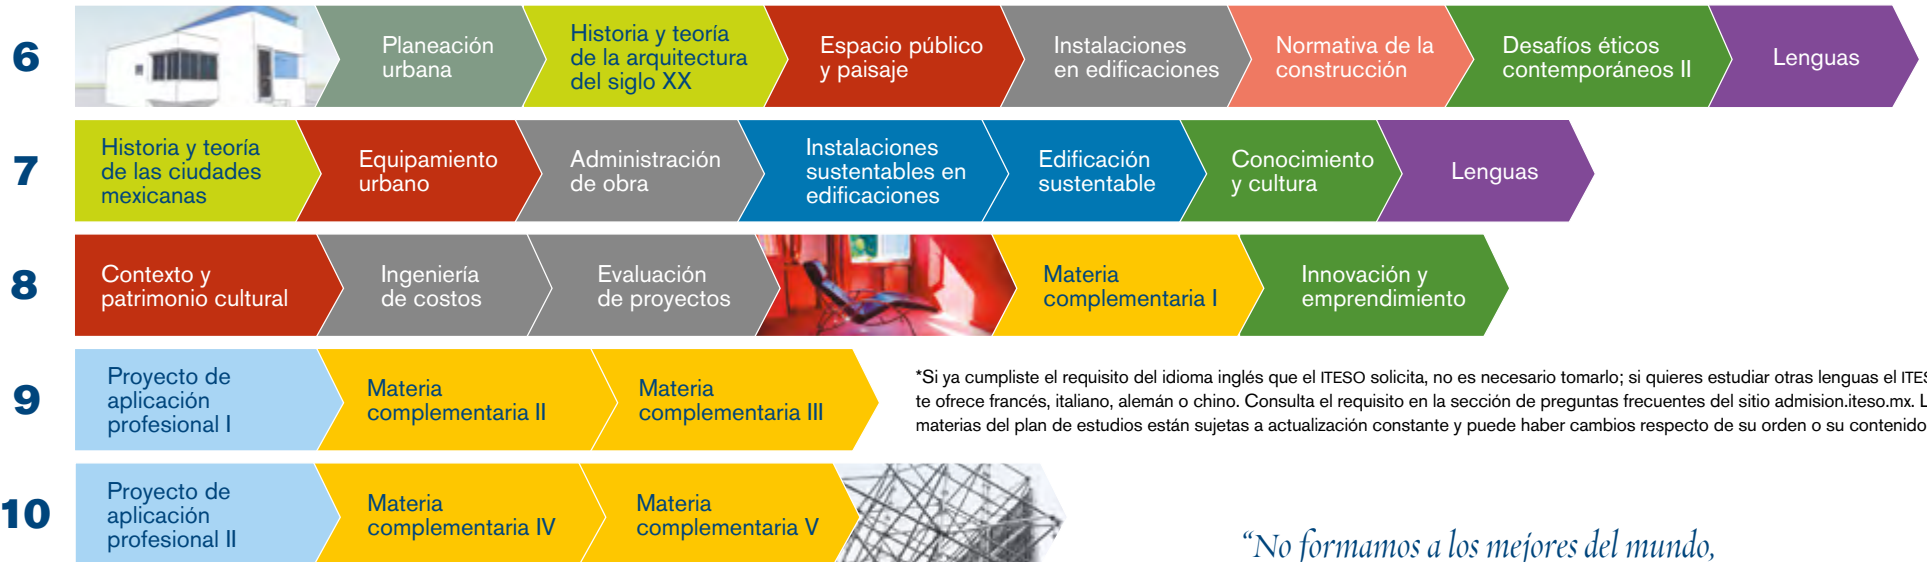 6
Planeación
urbana
Historia y teoría
de la arquitectura
del siglo XX
Espacio público
y paisaje
Instalaciones
en edificaciones
Normativa de la
construcción
Desafíos éticos
contemporáneos II
Lenguas
7
Historia y teoría
de las ciudades
mexicanas
Equipamiento
urbano
Administración
de obra
Instalaciones
sustentables en
edificaciones
Edificación
sustentable
Conocimiento
y cultura
Lenguas
8
Contexto y
patrimonio cultural
Ingeniería
de costos
Evaluación
de proyectos
Materia
complementaria I
Innovación y
emprendimiento
9
Proyecto de
aplicación
profesional I
Materia
complementaria II
Materia
complementaria III
*Si ya cumpliste el requisito del idioma inglés que el ITESO solicita, no es necesario tomarlo; si quieres estudiar otras lenguas el
te ofrece francés, italiano, alemán o chino. Consulta el requisito en la sección de preguntas frecuentes del sitio admision.iteso.mx.
materias del plan de estudios están sujetas a actualización constante y puede haber cambios respecto de su orden o su contenido
10
Proyecto de
aplicación
profesional II
Materia
complementaria IV
Materia
complementaria V
“No formamos a los mejores del mundo,